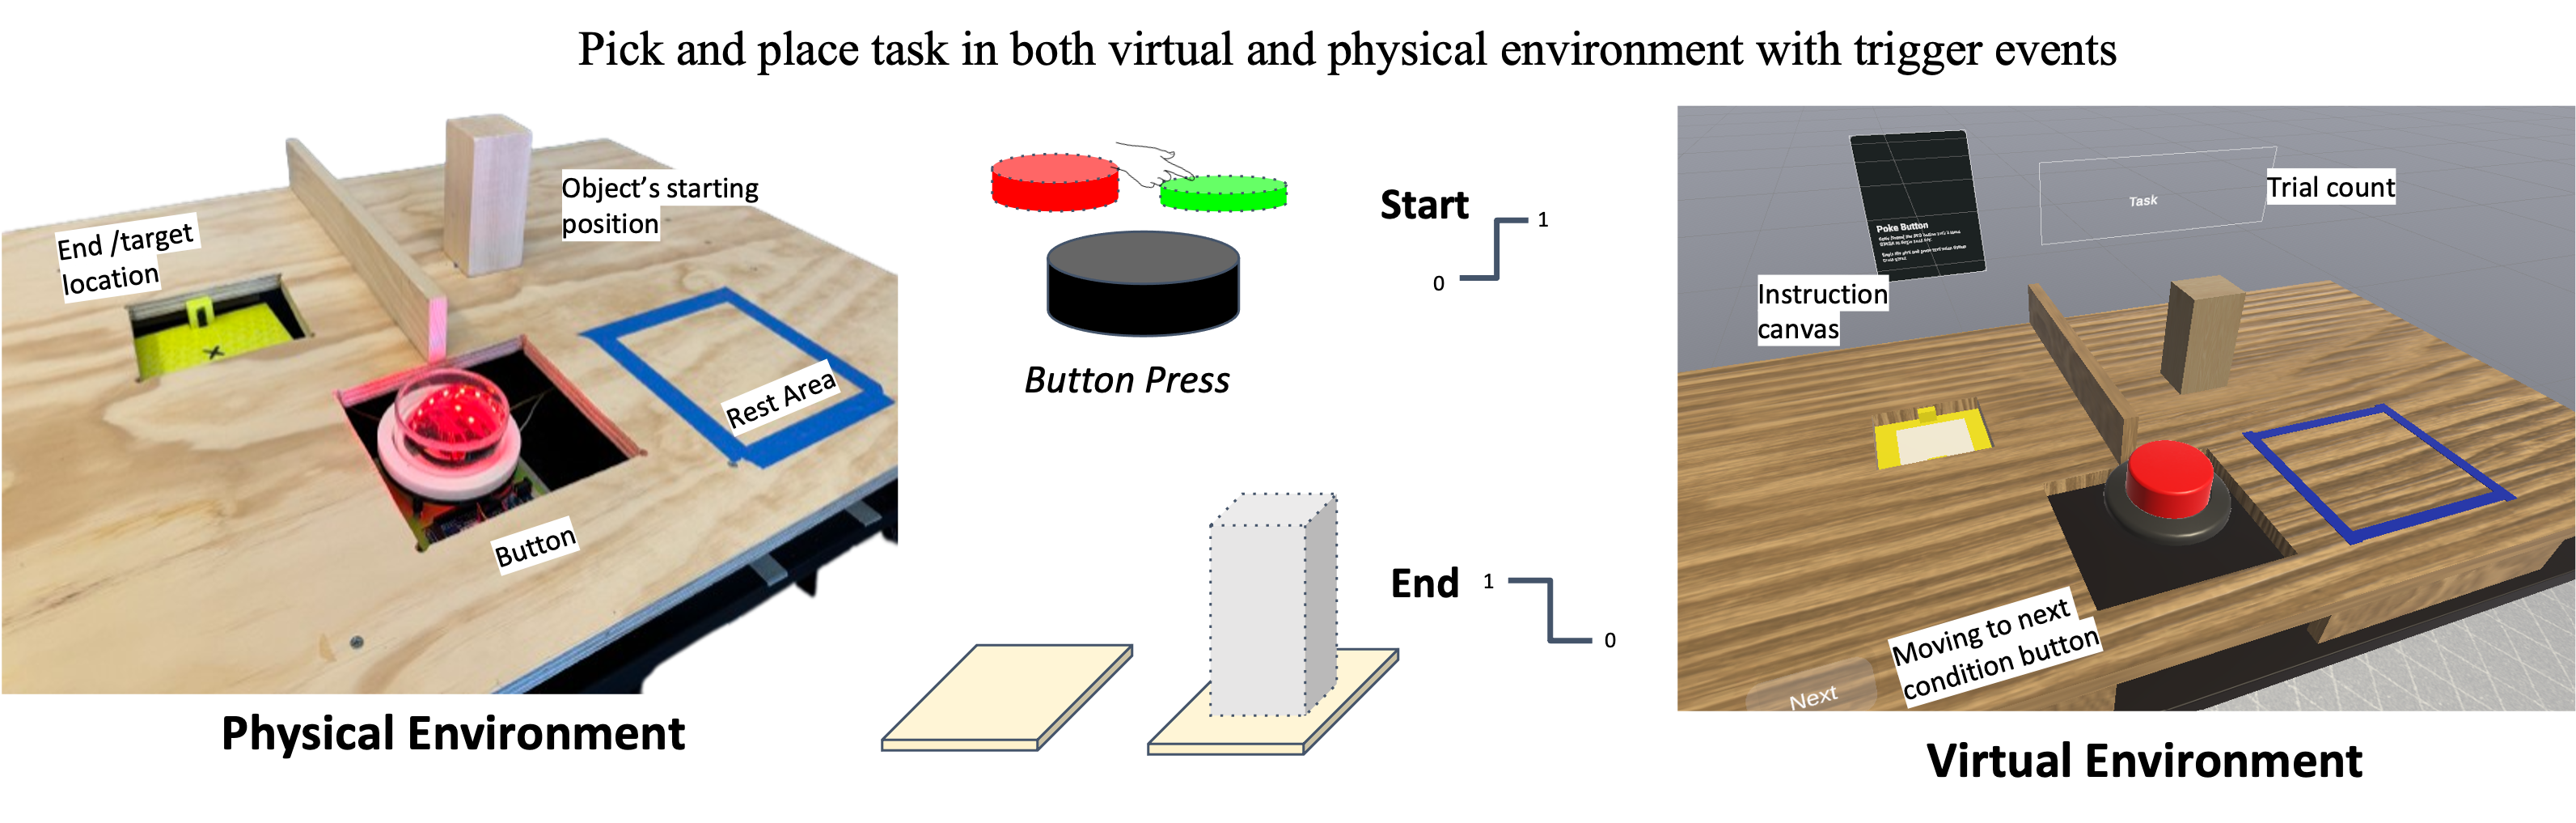 Pick and place task in both virtual and physical environment with trigger events
End /target
location
Object’s starting
position
Rest Area
Button
Physical Environment
Button Press
Start
1
0
End
1
0
Poke Button
Task
Trial count
Instruction
canvas
Moving to next
condition button
Next
Virtual Environment